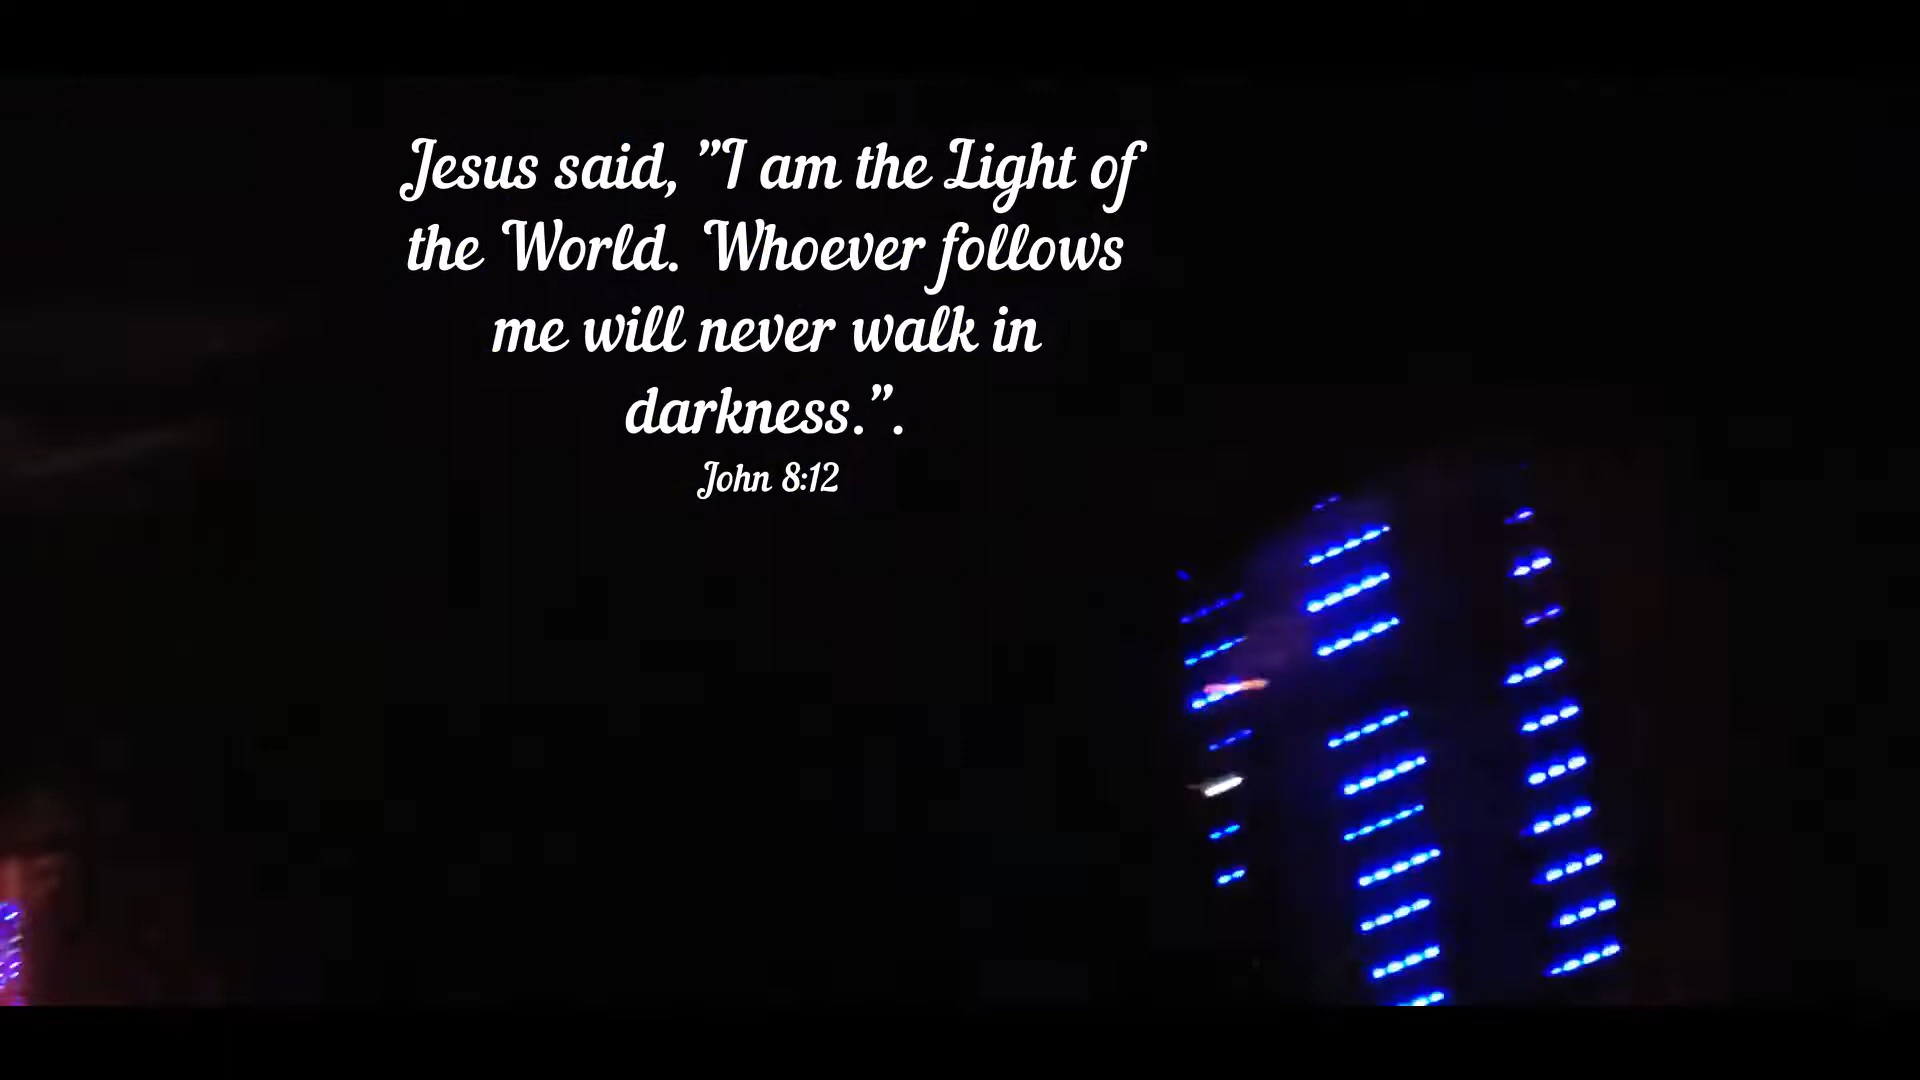 Jesus said, ”I am the Light of
the World. Whoever follows
me will never walk in
darkness.”.
John 8:12